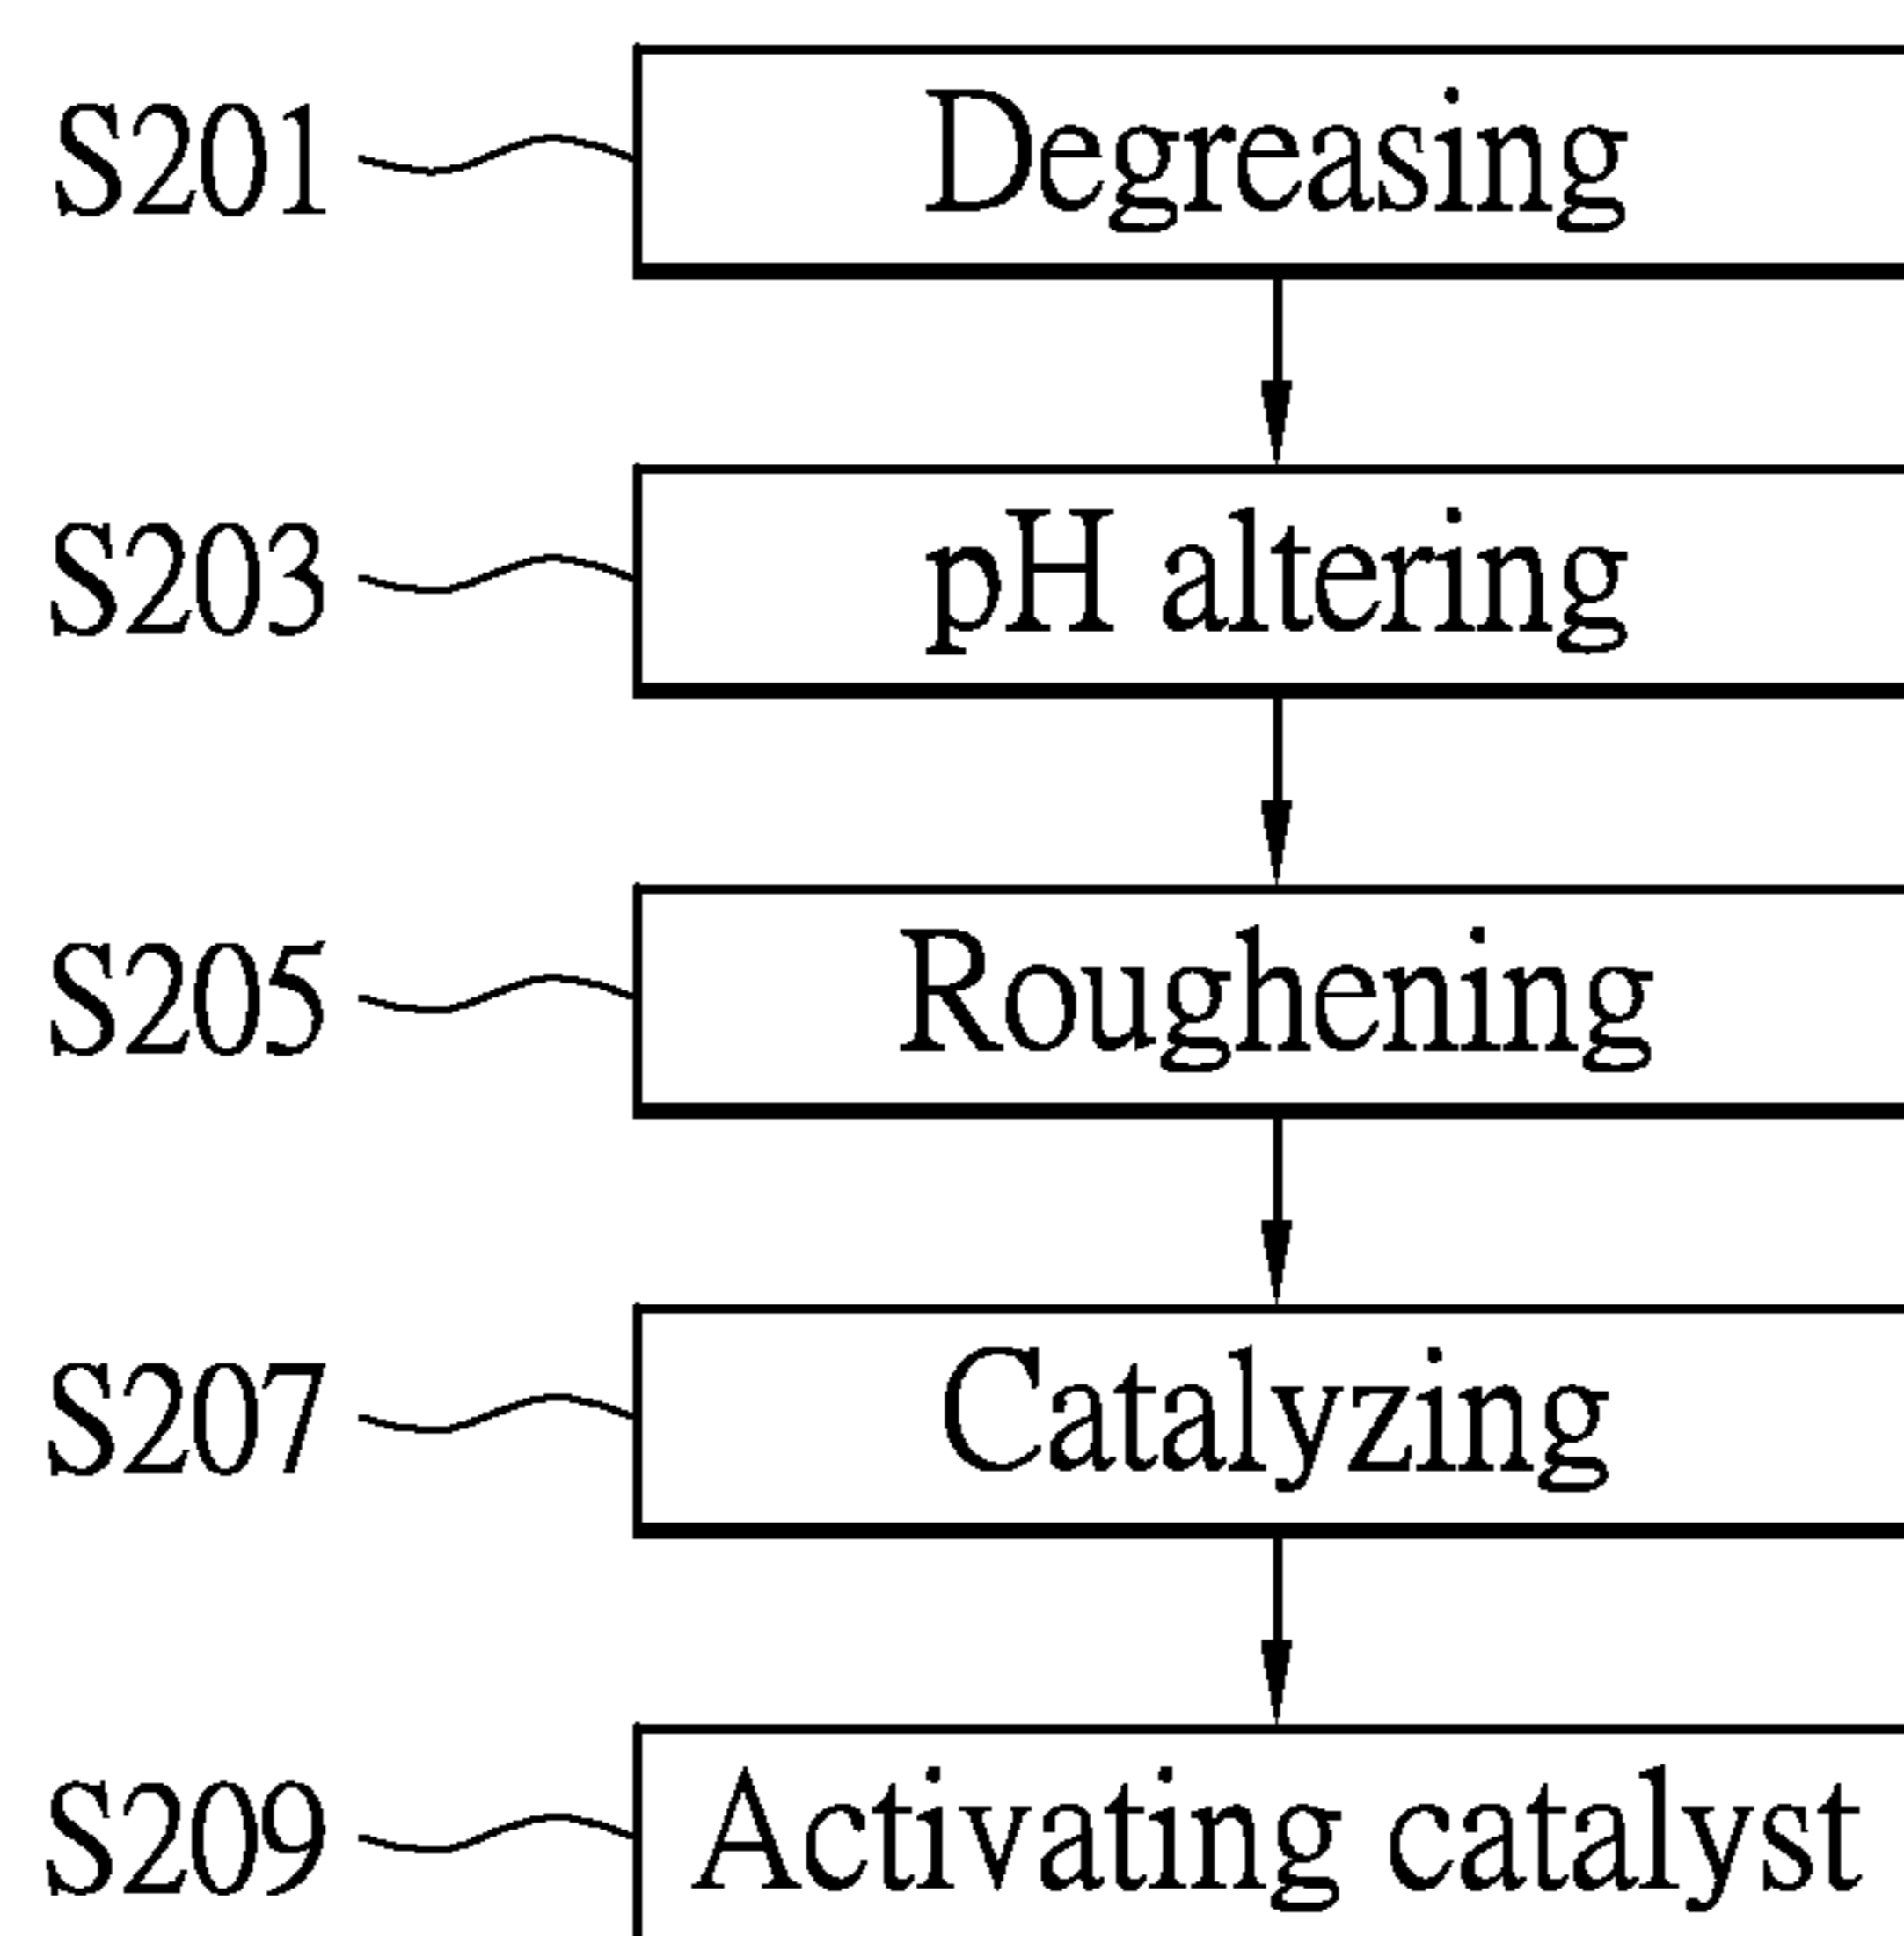 S201 Degreasing
S203 pH altering
S205 Roughening
S207 Catalyzing
S209 Activating catalyst